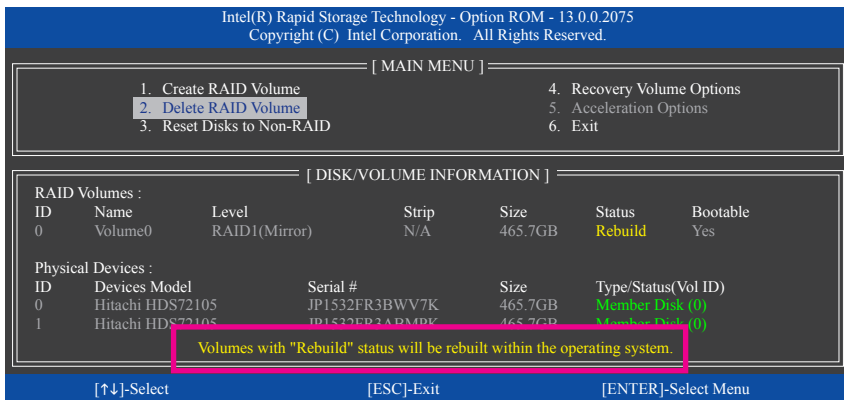 Intel(R) Rapid Storage Technology - Option ROM - 13.0.0.2075
Copyright (C) Intel Corporation. All Rights Reserved.
[ MAIN MENU ]
1. Create RAID Volume
2. Delete RAID Volume
3. Reset Disks to Non-RAID
4. Recovery Volume Options
5. Acceleration Options
6. Exit
[ DISK/VOLUME INFORMATION ]
RAID Volumes :
ID Name Level Strip Size Status Bootable
0 Volume0 RAID1(Mirror) N/A 465.7GB Rebuild Yes
Physical Devices :
ID Devices Model Serial # Size Type/Status(Vol ID)
0 Hitachi HDS72105 JP1532FR3BWV7K 465.7GB Member Disk (0)
1 Hitachi HDS72105 JP1532FR3ABMPK 465.7GB Member Disk (0)
Volumes with "Rebuild" status will be rebuilt within the operating system.
[↑↓]-Select [ESC]-Exit [ENTER]-Select Menu